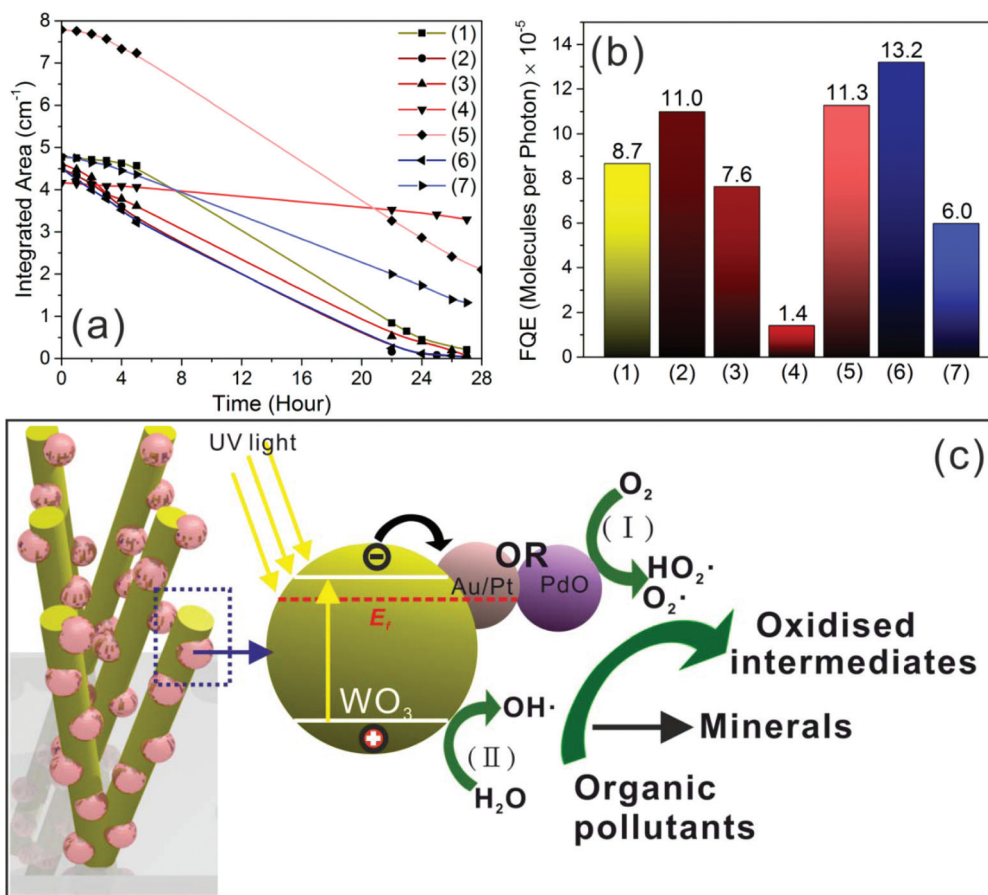 (a)
Integrated Area (cm⁻¹)
8
7
6
5
4
3
2
1
0
0 4 8 12 16 20 24 28
Time (Hour)
(1)
(2)
(3)
(4)
(5)
(6)
(7)
(b)
FQE (Molecules per Photon) × 10⁻⁵
14
12
10
8
6
4
2
0
8.7
11.0
7.6
1.4
11.3
13.2
6.0
(1) (2) (3) (4) (5) (6) (7)
(c)
UV light
O₂
(Ⅰ)
OR
Au/Pt
PdO
HO₂·
O₂·
E_f
Oxidised
intermediates
WO₃
OH·
Minerals
(Ⅱ)
H₂O
Organic
pollutants